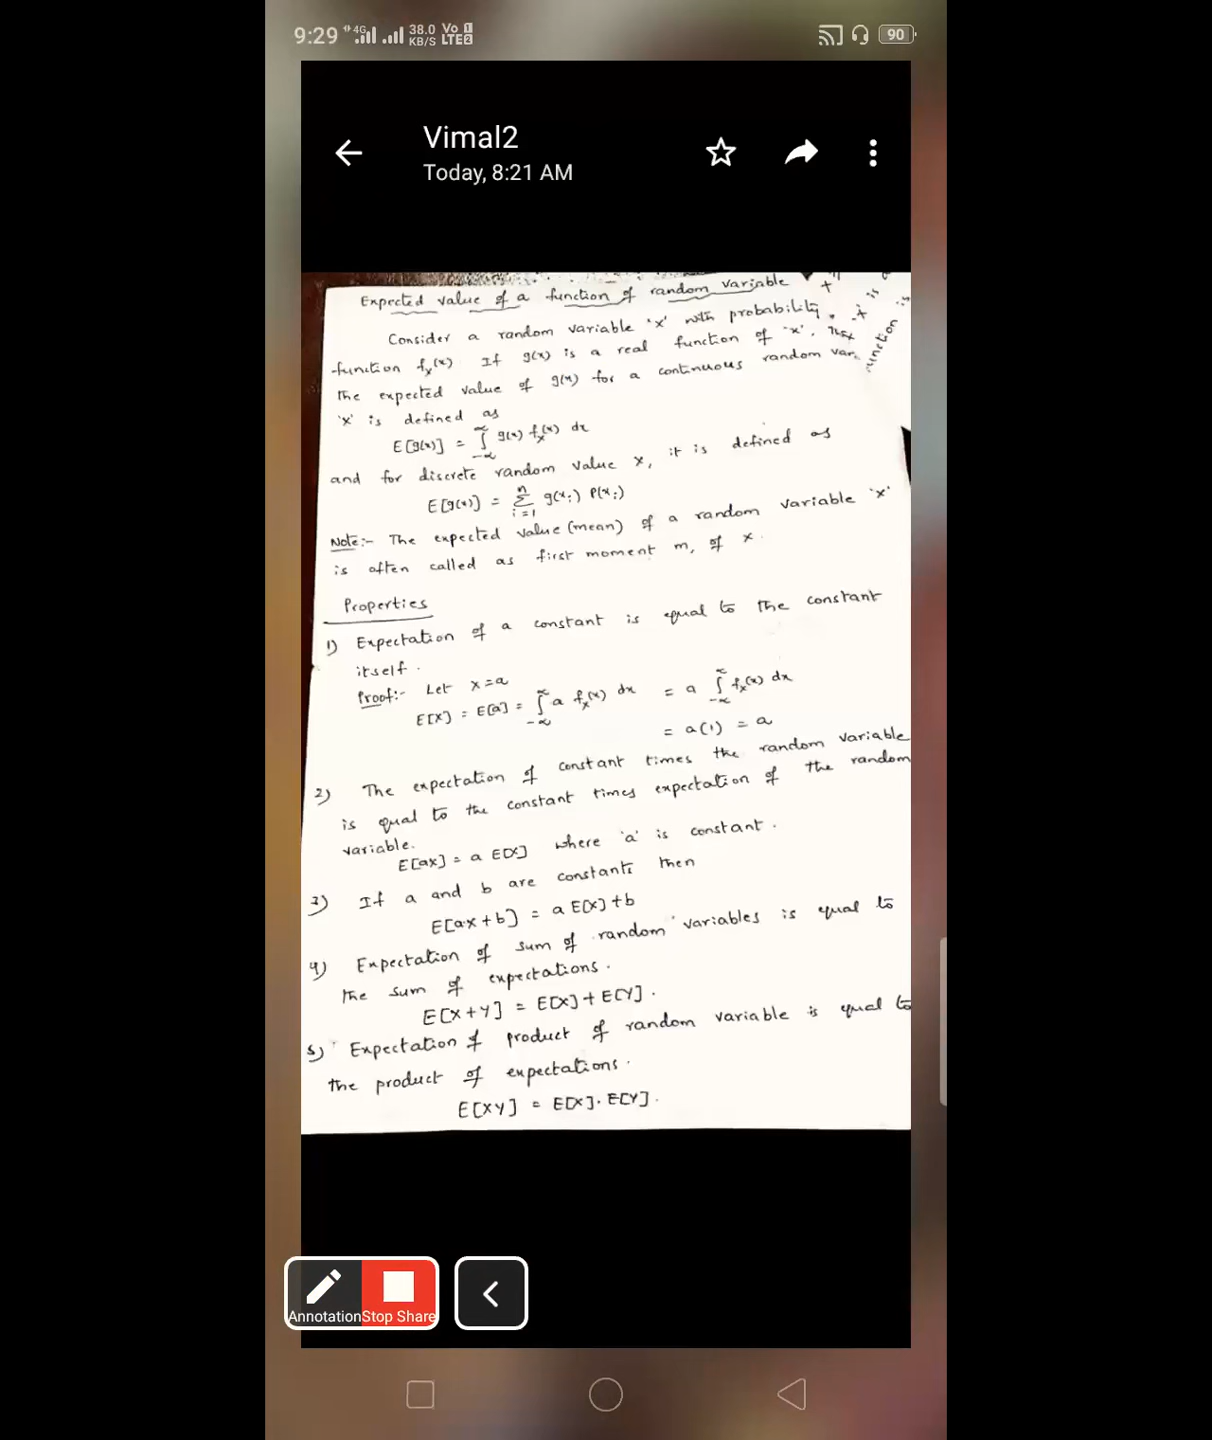 9:29 4G 38.0 KB/S Vo LTE 1 2 90
Vimal2
Today, 8:21 AM
Expected value of a function of random variable
Consider a random variable 'x' with probability
function fx(x) If g(x) is a real function of 'x'.
The expected value of g(x) for a continuous random var
'x' is defined as
E[g(x)] = ∫_{-∞}^{∞} g(x) fx(x) dx
and for discrete random value x, it is defined as
E[g(x)] = Σ_{i=1}^{n} g(xi) P(xi)
Note:- The expected value (mean) of a random variable 'x'
is often called as first moment m, of x.
Properties
1) Expectation of a constant is equal to the constant
itself.
Proof:- Let x=a
E[X] = E[a] = ∫_{-∞}^{∞} a fx(x) dx = a ∫_{-∞}^{∞} fx(x) dx
= a(1) = a
2) The expectation of constant times the random variable
is equal to the constant times expectation of the random
variable.
E[ax] = a E[X] where 'a' is constant.
3) If a and b are constants then
E[ax+b] = a E[x]+b
4) Expectation of sum of random variables is equal to
the sum of expectations.
E[X+Y] = E[X]+E[Y].
5) Expectation of product of random variable is equal to
the product of expectations.
E[XY] = E[X].E[Y].
Annotation Stop Share